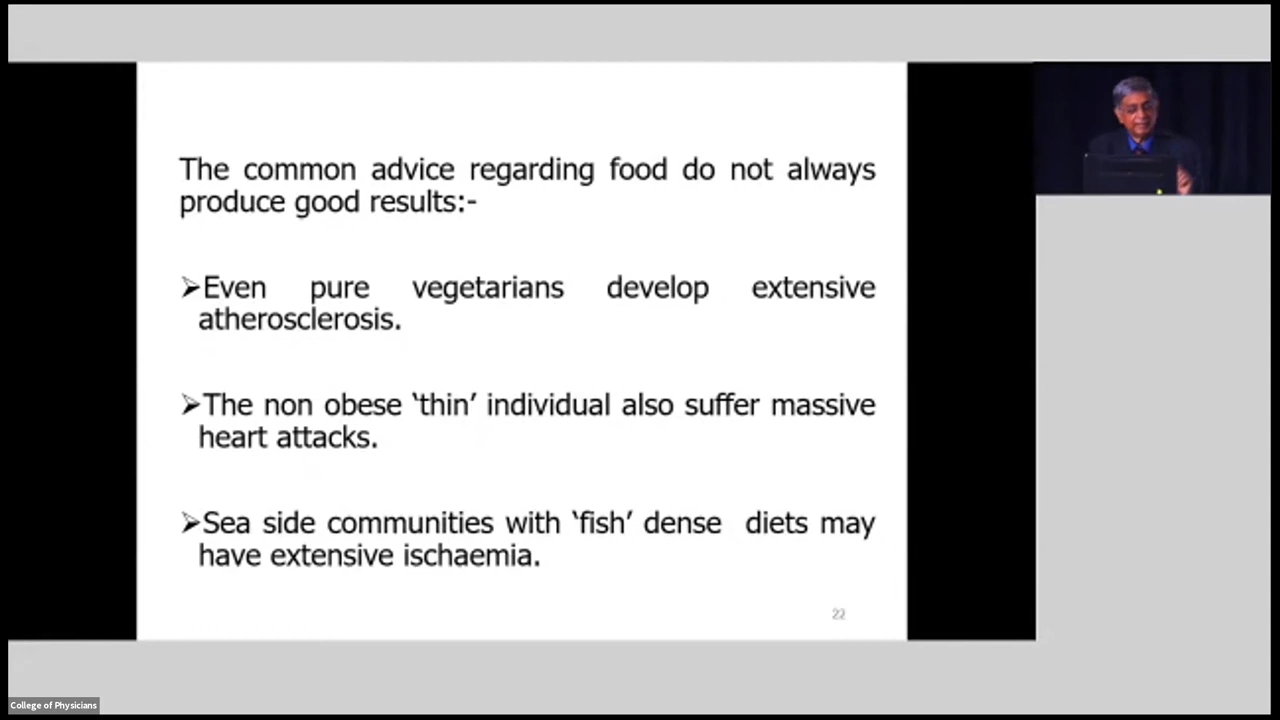 The common advice regarding food do not always
produce good results:-
➢Even pure vegetarians develop extensive
atherosclerosis.
➢The non obese ‘thin’ individual also suffer massive
heart attacks.
➢Sea side communities with ‘fish’ dense diets may
have extensive ischaemia.
22
College of Physicians